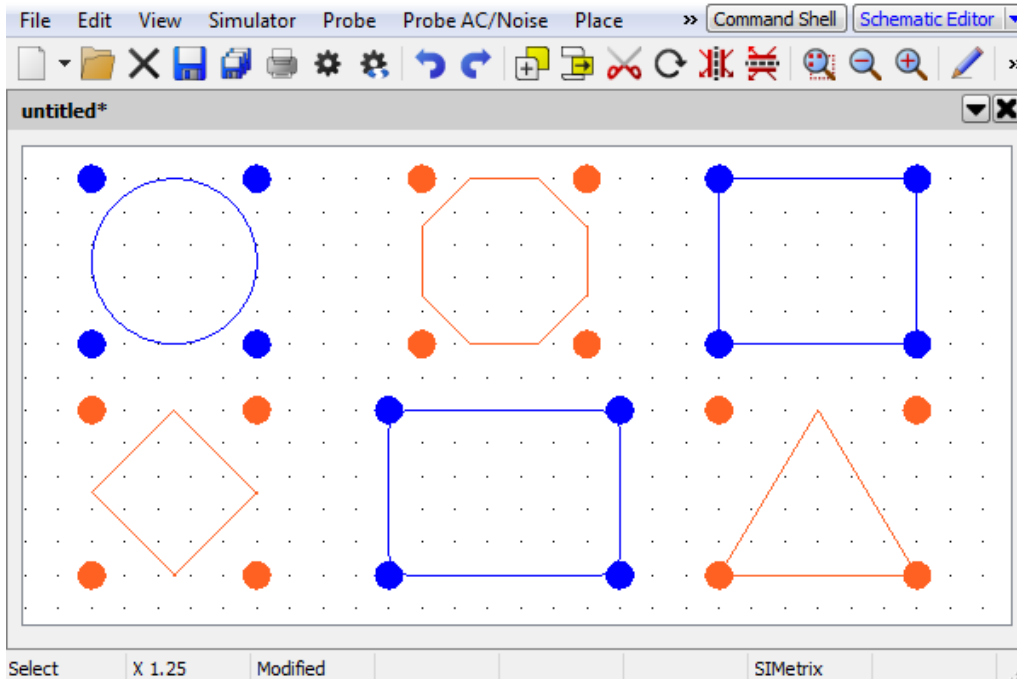 File Edit View Simulator Probe Probe AC/Noise Place » Command Shell Schematic Editor
untitled*
Select X 1.25 Modified SIMetrix